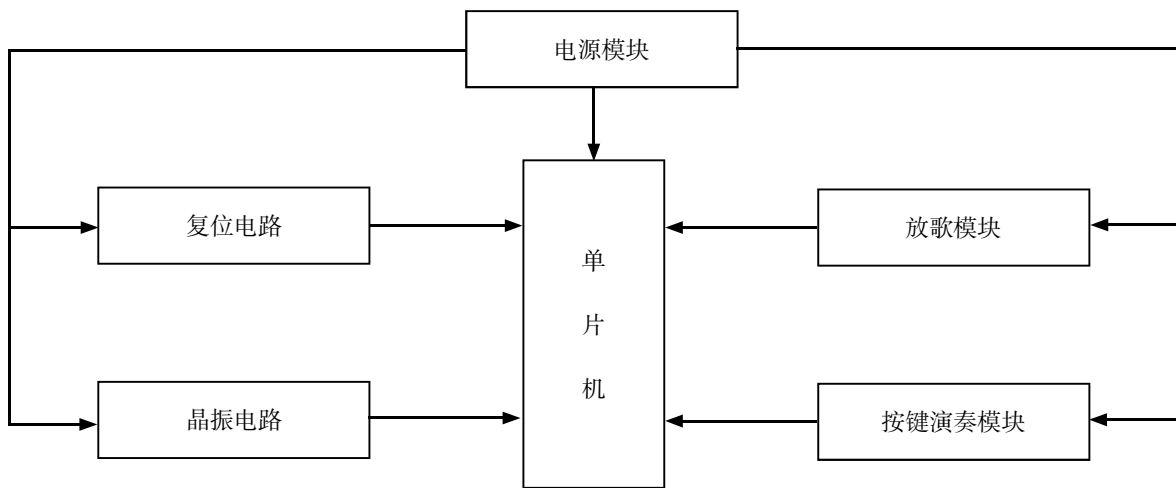 电源模块
复位电路
放歌模块
单
片
机
晶振电路
按键演奏模块